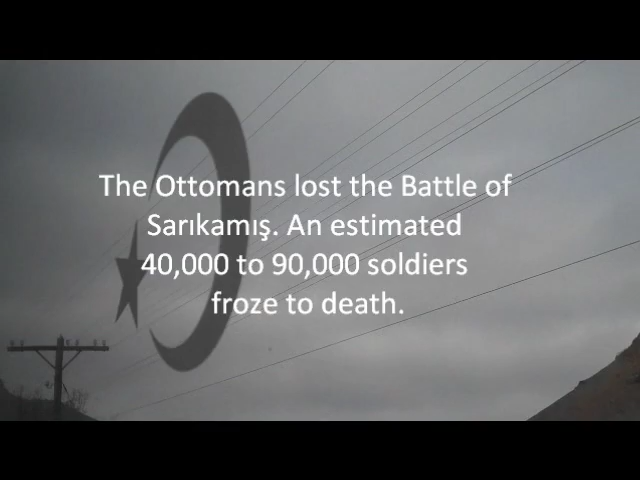 The Ottomans lost the Battle of
Sarıkamış. An estimated
40,000 to 90,000 soldiers
froze to death.